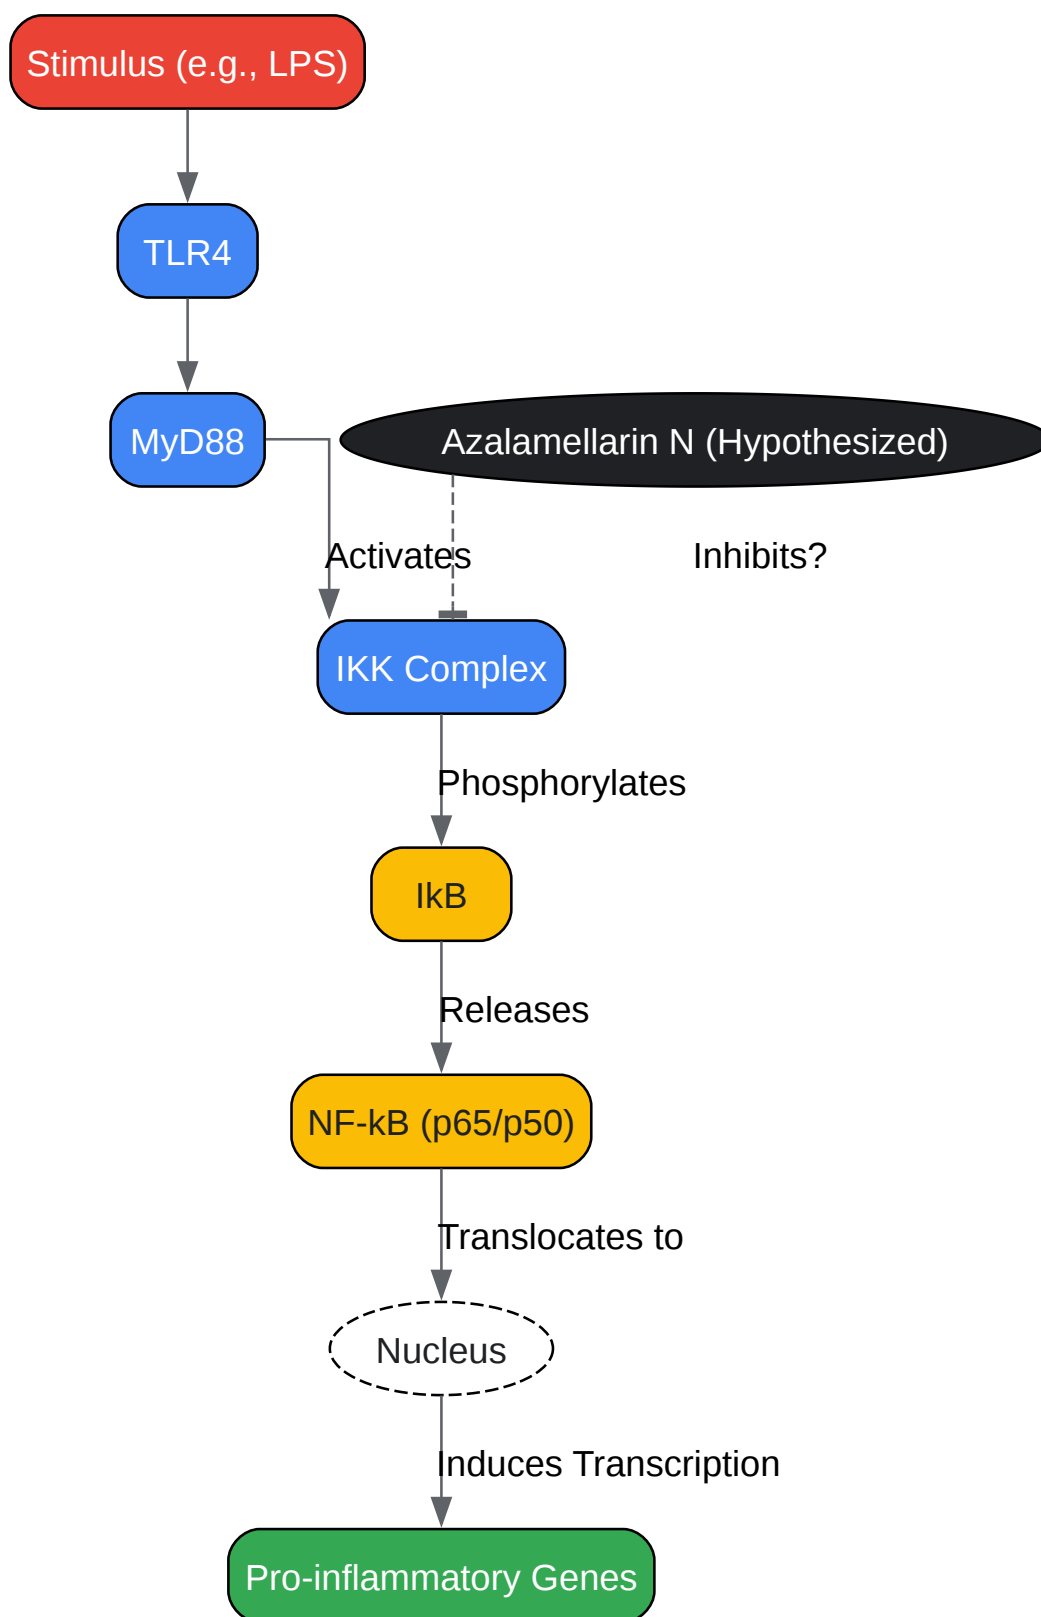 Stimulus (e.g., LPS)
TLR4
MyD88
Azalamellarin N (Hypothesized)
Activates
Inhibits?
IKK Complex
Phosphorylates
IkB
Releases
NF-kB (p65/p50)
Translocates to
Nucleus
Induces Transcription
Pro-inflammatory Genes